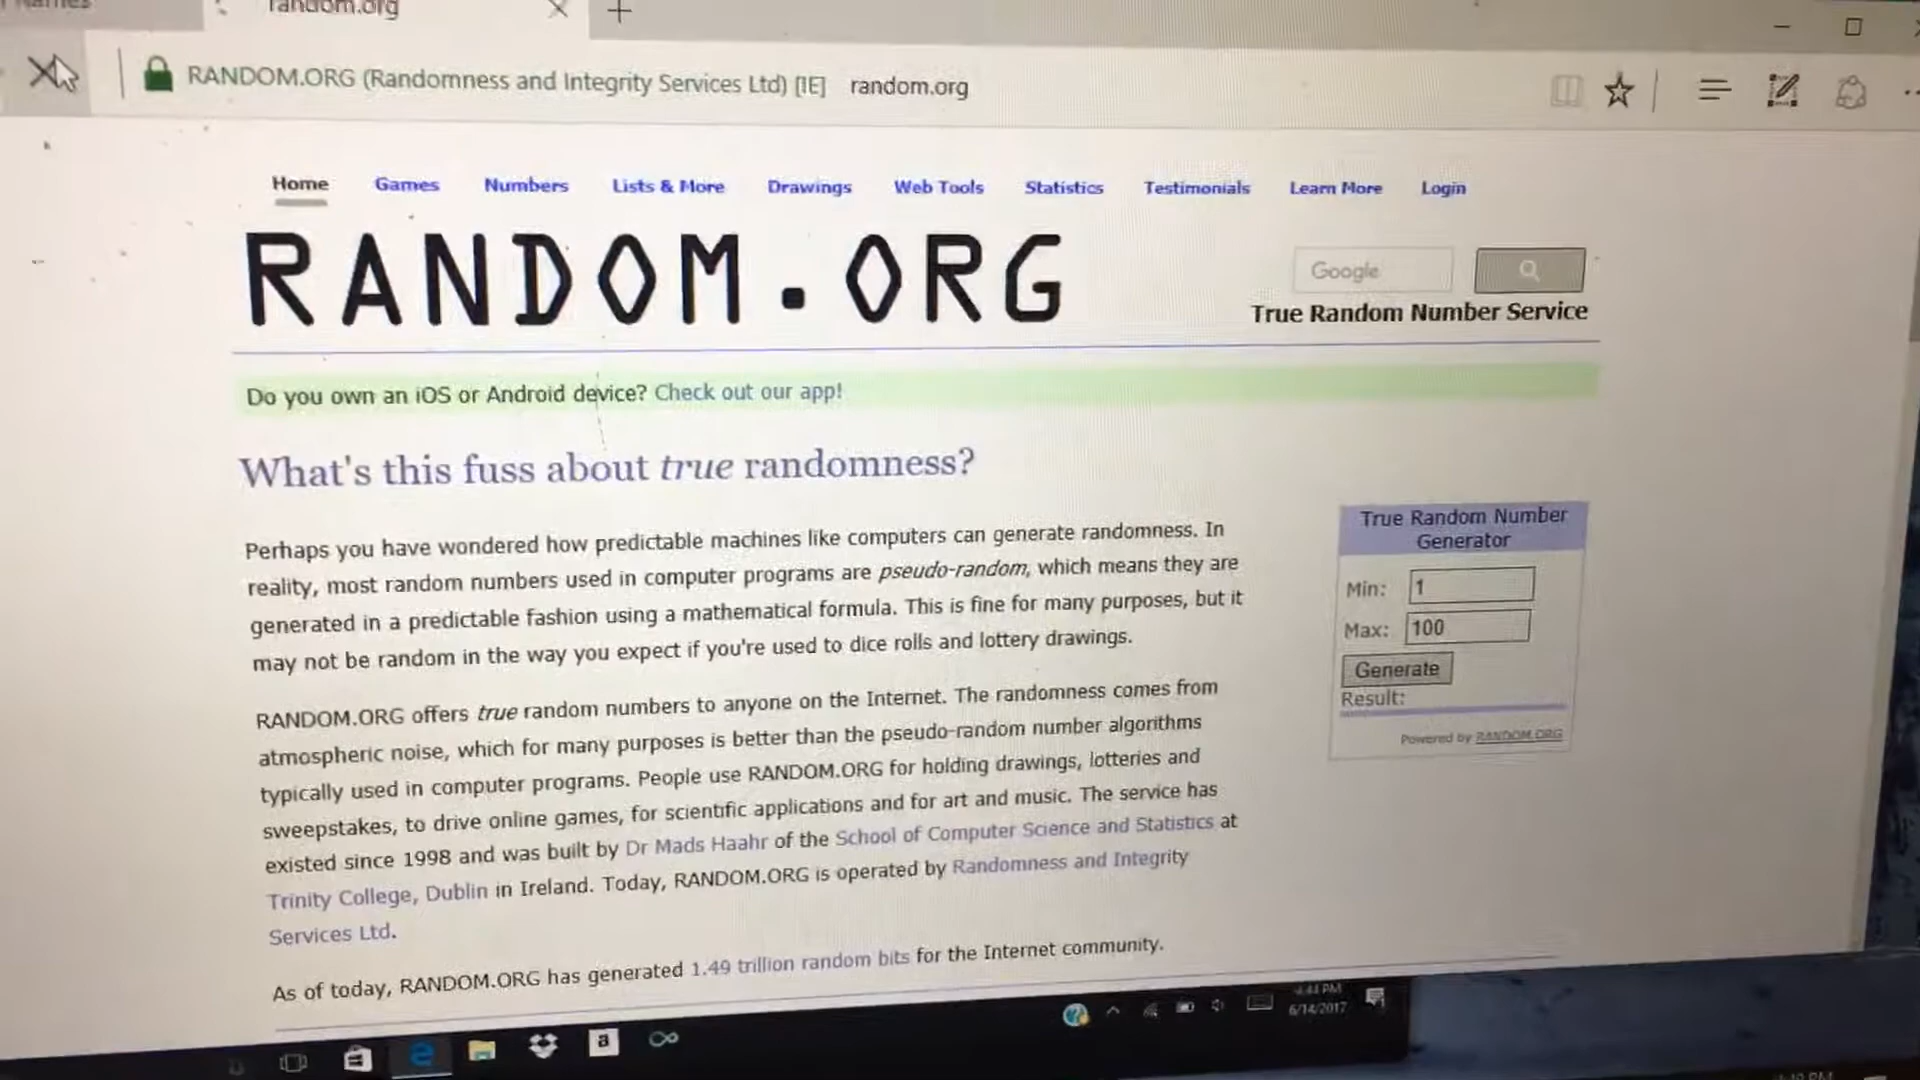 random.org
RANDOM.ORG (Randomness and Integrity Services Ltd) [IE] random.org
Home Games Numbers Lists & More Drawings Web Tools Statistics Testimonials Learn More Login
RANDOM.ORG
Google
True Random Number Service
Do you own an iOS or Android device? Check out our app!
What's this fuss about true randomness?
Perhaps you have wondered how predictable machines like computers can generate randomness. In
reality, most random numbers used in computer programs are pseudo-random, which means they are
generated in a predictable fashion using a mathematical formula. This is fine for many purposes, but it
may not be random in the way you expect if you're used to dice rolls and lottery drawings.
RANDOM.ORG offers true random numbers to anyone on the Internet. The randomness comes from
atmospheric noise, which for many purposes is better than the pseudo-random number algorithms
typically used in computer programs. People use RANDOM.ORG for holding drawings, lotteries and
sweepstakes, to drive online games, for scientific applications and for art and music. The service has
existed since 1998 and was built by Dr Mads Haahr of the School of Computer Science and Statistics at
Trinity College, Dublin in Ireland. Today, RANDOM.ORG is operated by Randomness and Integrity
Services Ltd.
As of today, RANDOM.ORG has generated 1.49 trillion random bits for the Internet community.
True Random Number
Generator
Min: 1
Max: 100
Generate
Result:
Powered by RANDOM.ORG
4:44 PM
6/14/2017
a